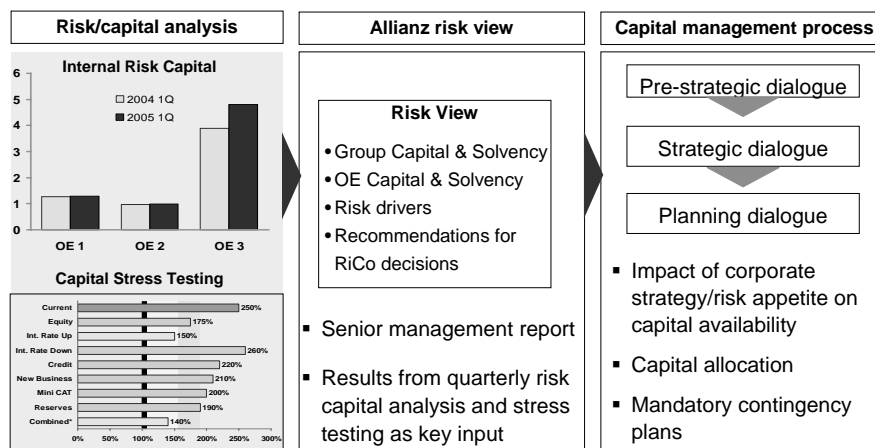 Risk/capital analysis
Internal Risk Capital
6
5
4
3
2
1
0
2004 1Q
2005 1Q
OE 1 OE 2 OE 3
Capital Stress Testing
Current 250%
Equity 175%
Int. Rate Up 150%
Int. Rate Down 260%
Credit 220%
New Business 210%
Mini CAT 200%
Reserves 190%
Combined* 140%
0% 50% 100% 150% 200% 250% 300%
Allianz risk view
Risk View
• Group Capital & Solvency
• OE Capital & Solvency
• Risk drivers
• Recommendations for
RiCo decisions
▪ Senior management report
▪ Results from quarterly risk
capital analysis and stress
testing as key input
Capital management process
Pre-strategic dialogue
Strategic dialogue
Planning dialogue
▪ Impact of corporate
strategy/risk appetite on
capital availability
▪ Capital allocation
▪ Mandatory contingency
plans